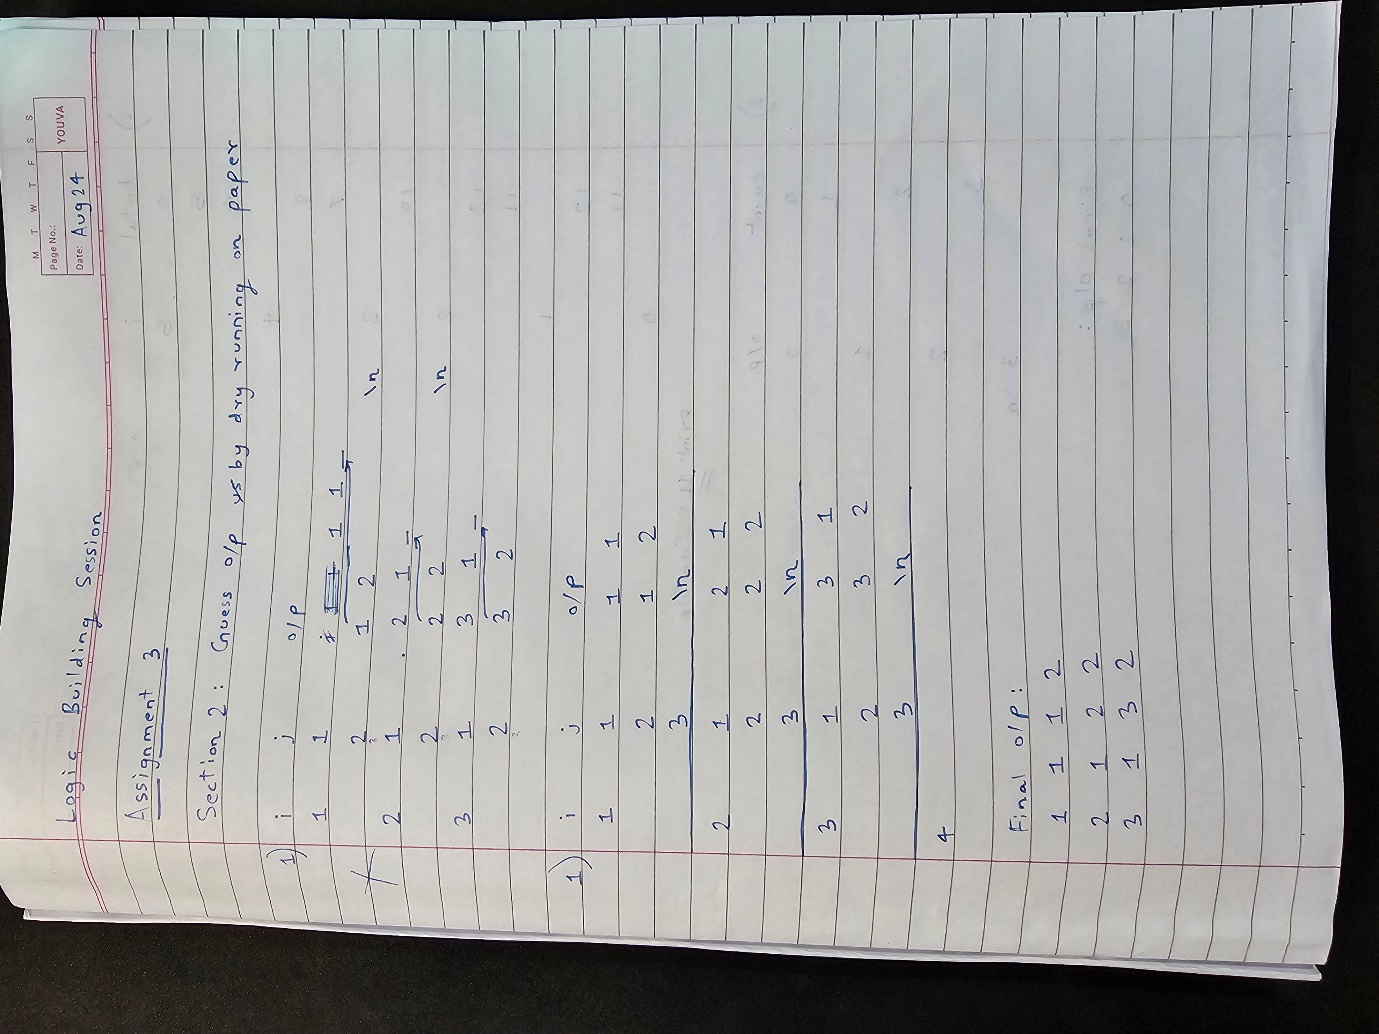 M T W T F S S
Page No.:
Date: Aug 24
YOUVA
Logic Building Session
Assignment 3
Section 2: Guess o/p by dry running on paper
1) i j o/p
1 1 1 1
2 1 2 \n
2 1 2 1
2 2 2 \n
3 1 3 1
2 3 2
1) i j o/p
1 1 1 1
2 1 2
3 \n
2 1 2 1
2 2 2
3 \n
3 1 3 1
2 3 2
3 \n
4
Final o/p:
1 1 1 2
2 1 2 2
3 1 3 2